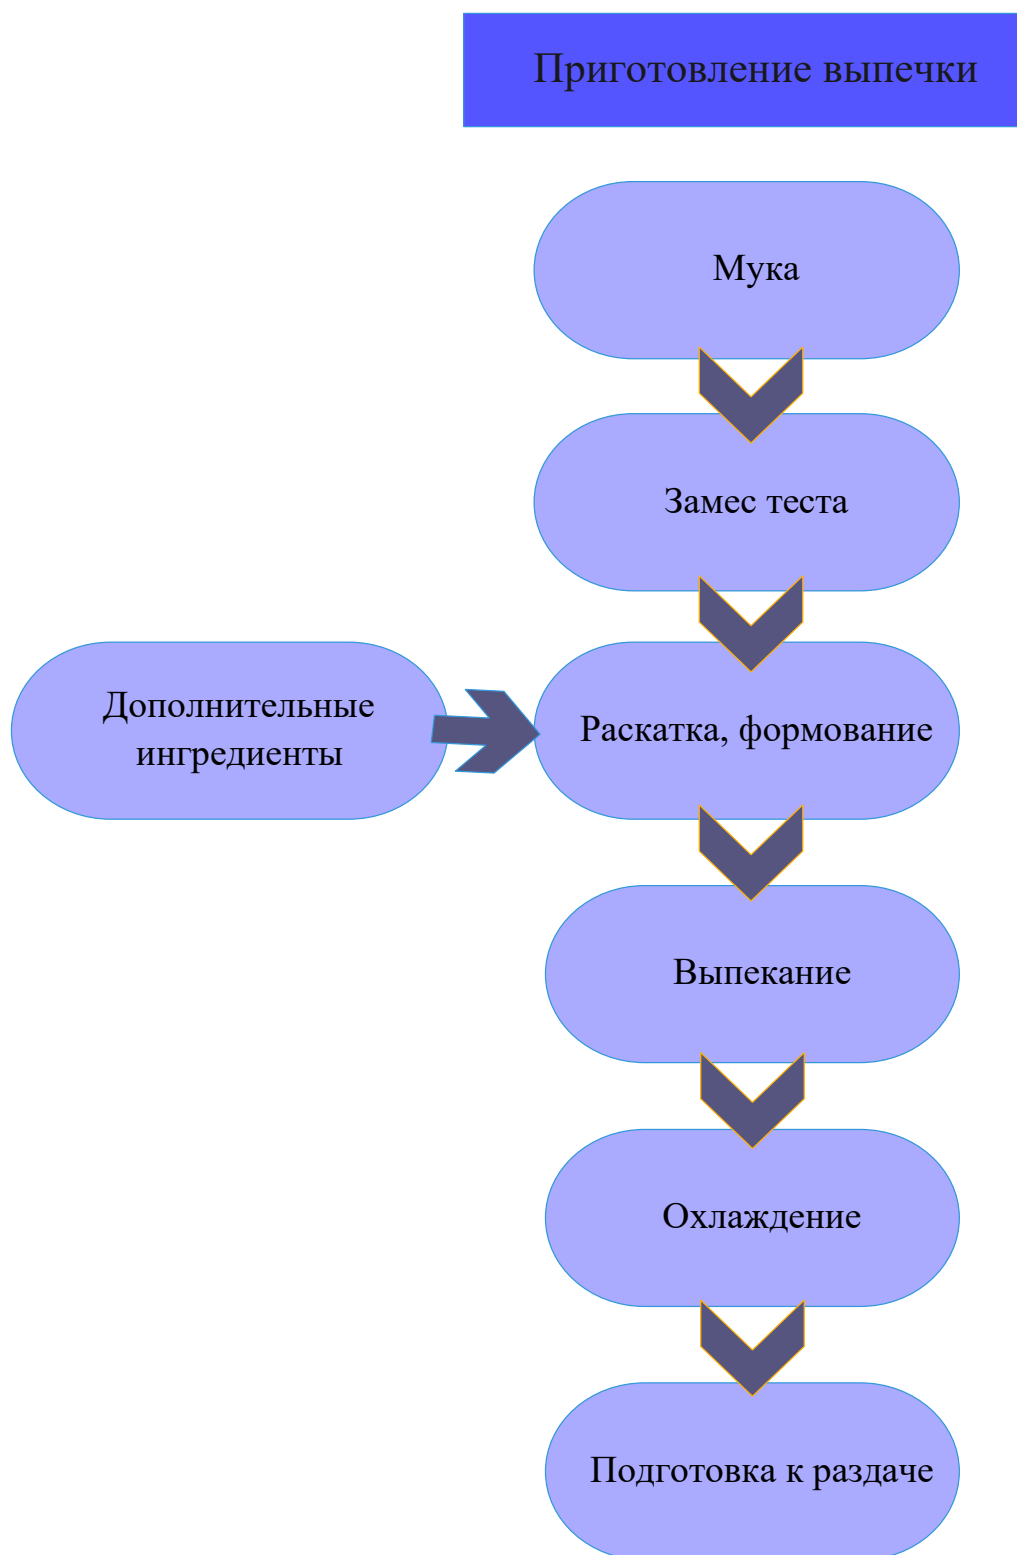 Приготовление выпечки
Мука
Замес теста
Дополнительные
ингредиенты
Раскатка, формование
Выпекание
Охлаждение
Подготовка к раздаче